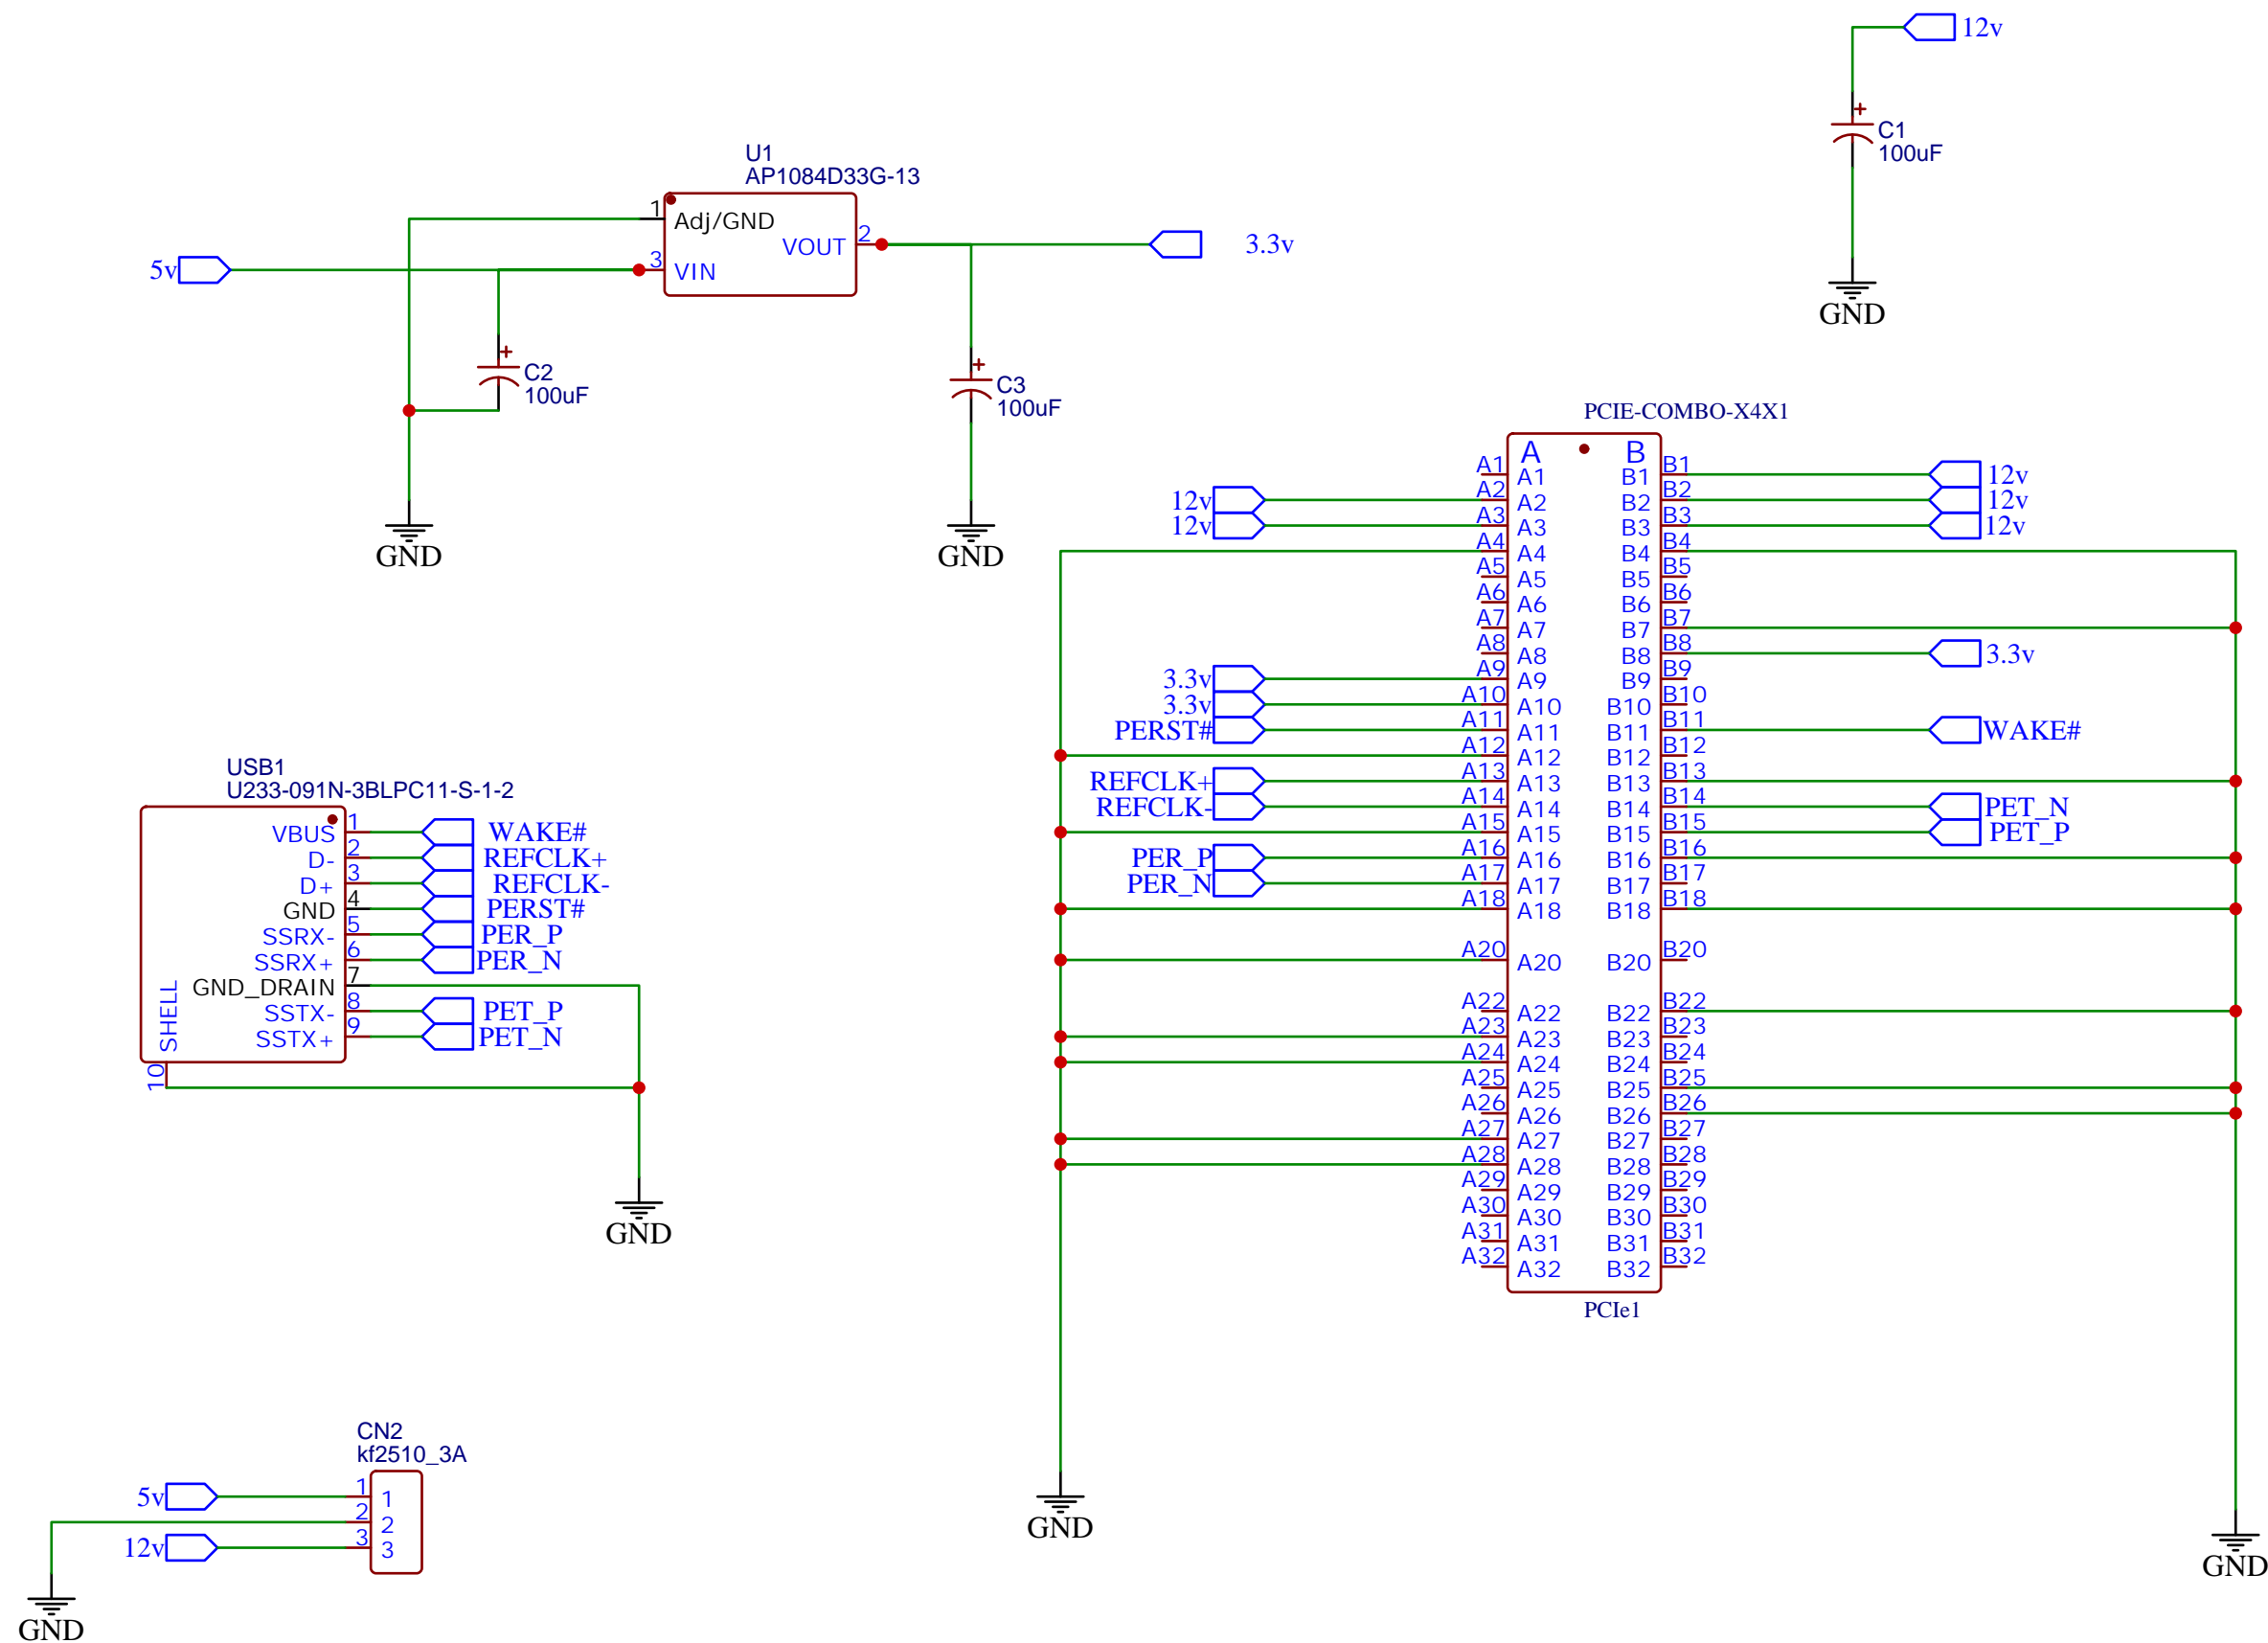 12v
C1
100uF
GND
U1
AP1084D33G-13
1
Adj/GND
VOUT
2
3
VIN
5v
3.3v
C2
100uF
C3
100uF
GND
GND
USB1
U233-091N-3BLPC11-S-1-2
VBUS 1 WAKE#
D- 2 REFCLK+
D+ 3 REFCLK-
GND 4 PERST#
SSRX- 5 PER_P
SSRX+ 6 PER_N
GND_DRAIN 7
SSTX- 8 PET_P
SSTX+ 9 PET_N
SHELL
10
GND
CN2
kf2510_3A
5v 1 1
2 2
12v 3 3
GND
PCIE-COMBO-X4X1
A B
A1 A1 B1 B1 12v
12v A2 A2 B2 B2 12v
12v A3 A3 B3 B3 12v
A4 A4 B4 B4
A5 A5 B5 B5
A6 A6 B6 B6
A7 A7 B7 B7
A8 A8 B8 B8 3.3v
3.3v A9 A9 B9 B9
3.3v A10 A10 B10 B10
PERST# A11 A11 B11 B11 WAKE#
A12 A12 B12 B12
REFCLK+ A13 A13 B13 B13
REFCLK- A14 A14 B14 B14 PET_N
A15 A15 B15 B15 PET_P
PER_P A16 A16 B16 B16
PER_N A17 A17 B17 B17
A18 A18 B18 B18
A20 A20 B20 B20
A22 A22 B22 B22
A23 A23 B23 B23
A24 A24 B24 B24
A25 A25 B25 B25
A26 A26 B26 B26
A27 A27 B27 B27
A28 A28 B28 B28
A29 A29 B29 B29
A30 A30 B30 B30
A31 A31 B31 B31
A32 A32 B32 B32
PCIe1
GND
GND